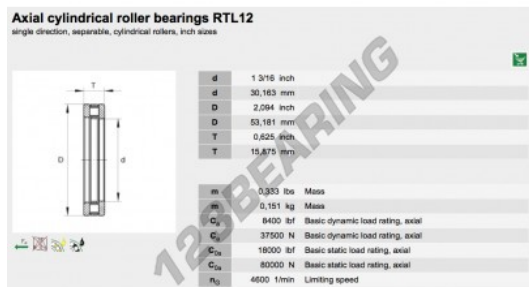 Axial cylindrical roller bearings RTL12
single direction, separable, cylindrical rollers, inch sizes
T
D
d
d 1 3/16 inch
d 30,163 mm
D 2,094 inch
D 53,181 mm
T 0,625 inch
T 15,875 mm
m 0,333 lbs Mass
m 0,151 kg Mass
Ca 8400 lbf Basic dynamic load rating, axial
Ca 37500 N Basic dynamic load rating, axial
C0a 18000 lbf Basic static load rating, axial
C0a 80000 N Basic static load rating, axial
nG 4600 1/min Limiting speed
123BEARING